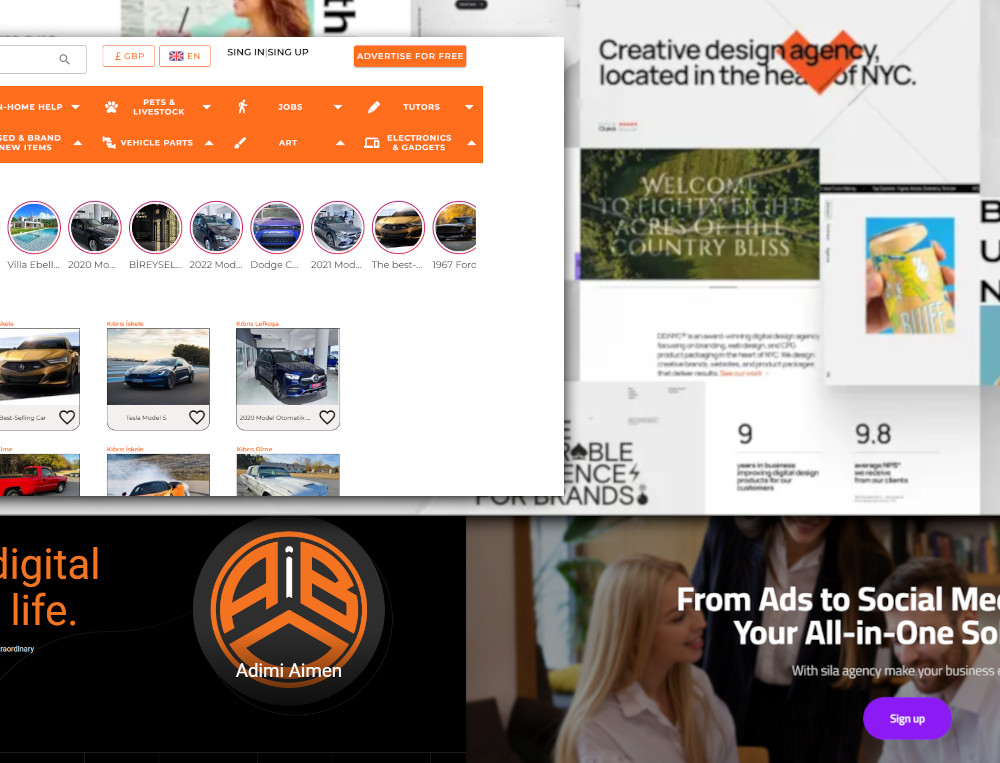 £ GBP
EN
SING IN|SING UP
ADVERTISE FOR FREE
N-HOME HELP
PETS &
LIVESTOCK
JOBS
TUTORS
SED & BRAND
NEW ITEMS
VEHICLE PARTS
ART
ELECTRONICS
& GADGETS
Villa Ebell...
2020 Mo...
BİREYSEL...
2022 Mod...
Dodge C...
2021 Mod...
The best-...
1967 Ford
Kıbrıs İskele
Kıbrıs Lefkoşa
Best-Selling Car
Tesla Model S
2020 Model Otomatik ...
Kıbrıs İskele
Kıbrıs Girne
th
Creative design agency,
located in the heart of NYC.
WELCOME
TO EIGHTY EIGHT
ACRES OF HILL
COUNTRY BLISS
B
U
N
is an award-winning digital design agency
focusing on branding, web design, and CPG
product packaging in the heart of NYC. We design
creative brands, websites, and product packages
that deliver results. See our work
9
years in business
improving digital design
products for our
customers
9.8
average NPS®
we receive
from our clients
FOR BRANDS
digital
life.
raordinary
AiB
Adimi Aimen
From Ads to Social Me
Your All-in-One So
With sila agency make your business
Sign up